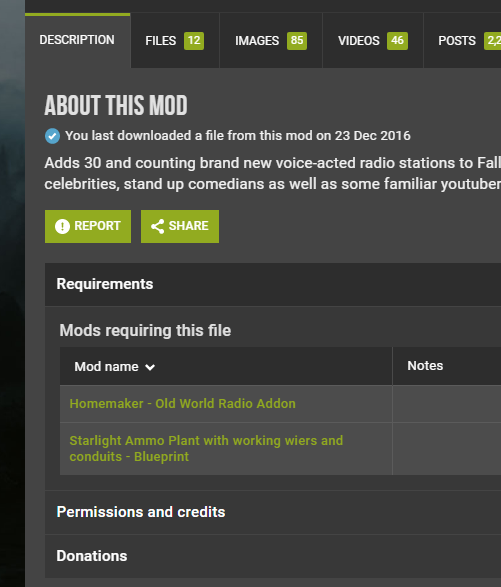 DESCRIPTION
FILES 12
IMAGES 85
VIDEOS 46
POSTS
ABOUT THIS MOD
You last downloaded a file from this mod on 23 Dec 2016
Adds 30 and counting brand new voice-acted radio stations to Fall
celebrities, stand up comedians as well as some familiar youtuber
REPORT
SHARE
Requirements
Mods requiring this file
Mod name
Notes
Homemaker - Old World Radio Addon
Starlight Ammo Plant with working wiers and
conduits - Blueprint
Permissions and credits
Donations